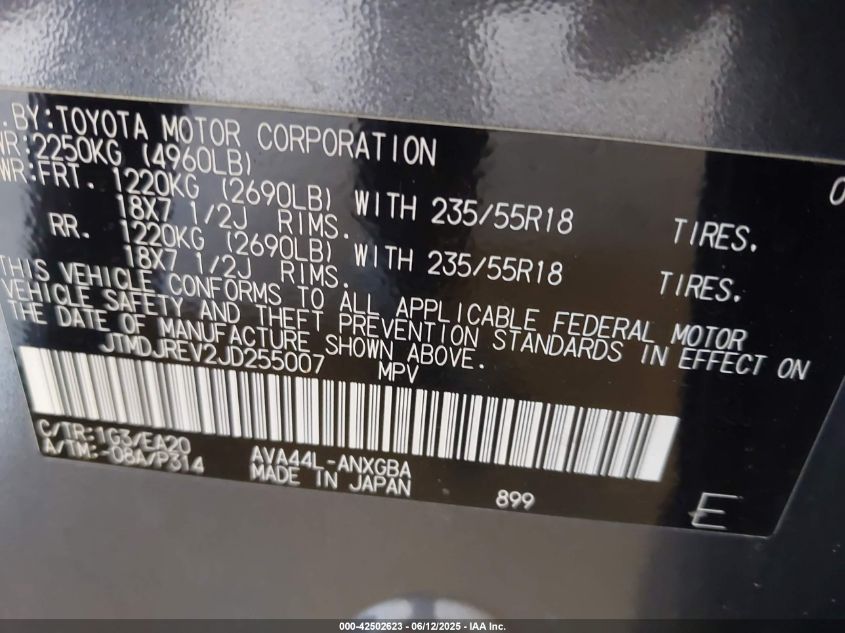 .BY:TOYOTA MOTOR CORPORATION
WR:2250KG (4960LB)
WR:FRT. 1220KG (2690LB) WITH 235/55R18 TIRES.
18X7 1/2J RIMS.
RR. 1220KG (2690LB) WITH 235/55R18 TIRES.
18X7 1/2J RIMS.
THIS VEHICLE CONFORMS TO ALL APPLICABLE FEDERAL MOTOR
VEHICLE SAFETY AND THEFT PREVENTION STANDARDS IN EFFECT ON
THE DATE OF MANUFACTURE SHOWN ABOVE.
JTMDJREV2JD255007 MPV
C/TR:1G3/EA20 AVA44L-ANXGBA
A/TM:-08A/P314 MADE IN JAPAN 899
E
000-42502623 - 06/12/2025 - IAA Inc.